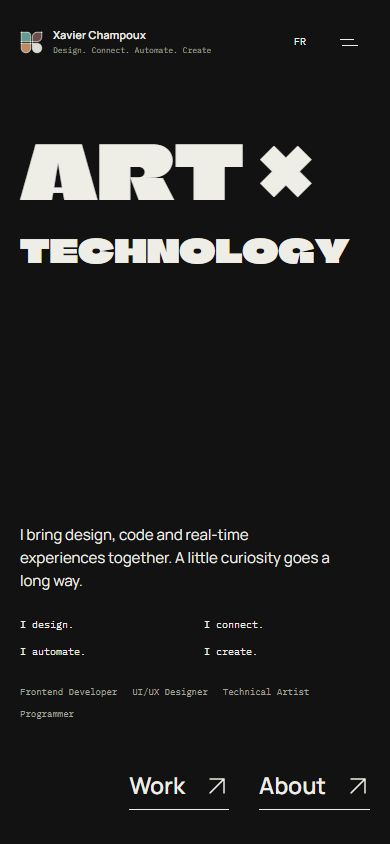 Xavier Champoux
Design. Connect. Automate. Create
FR
ART ×
TECHNOLOGY
I bring design, code and real-time
experiences together. A little curiosity goes a
long way.
I design.
I connect.
I automate.
I create.
Frontend Developer UI/UX Designer Technical Artist
Programmer
Work
About